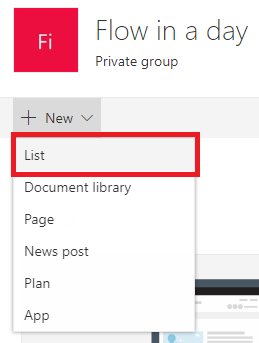 Fi
Flow in a day
Private group
New
List
Document library
Page
News post
Plan
App